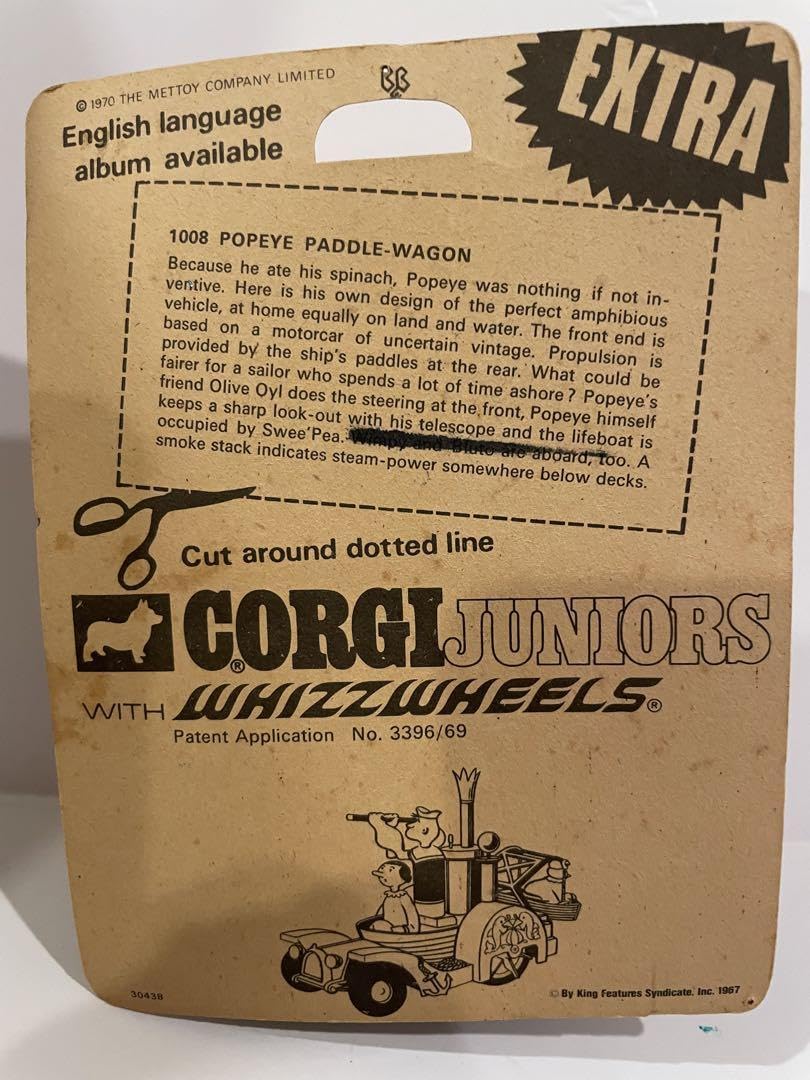 © 1970 THE METTOY COMPANY LIMITED
BB
EXTRA
English language
album available
1008 POPEYE PADDLE-WAGON
Because he ate his spinach, Popeye was nothing if not in-
ventive. Here is his own design of the perfect amphibious
vehicle, at home equally on land and water. The front end is
based on a motorcar of uncertain vintage. Propulsion is
provided by the ship's paddles at the rear. What could be
fairer for a sailor who spends a lot of time ashore? Popeye's
friend Olive Oyl does the steering at the front, Popeye himself
keeps a sharp look-out with his telescope and the lifeboat is
occupied by Swee'Pea. Wimpy and Bluto are aboard, too. A
smoke stack indicates steam-power somewhere below decks.
Cut around dotted line
CORGI JUNIORS
®
WITH WHIZZWHEELS®
Patent Application No. 3396/69
30438
© By King Features Syndicate. Inc. 1967